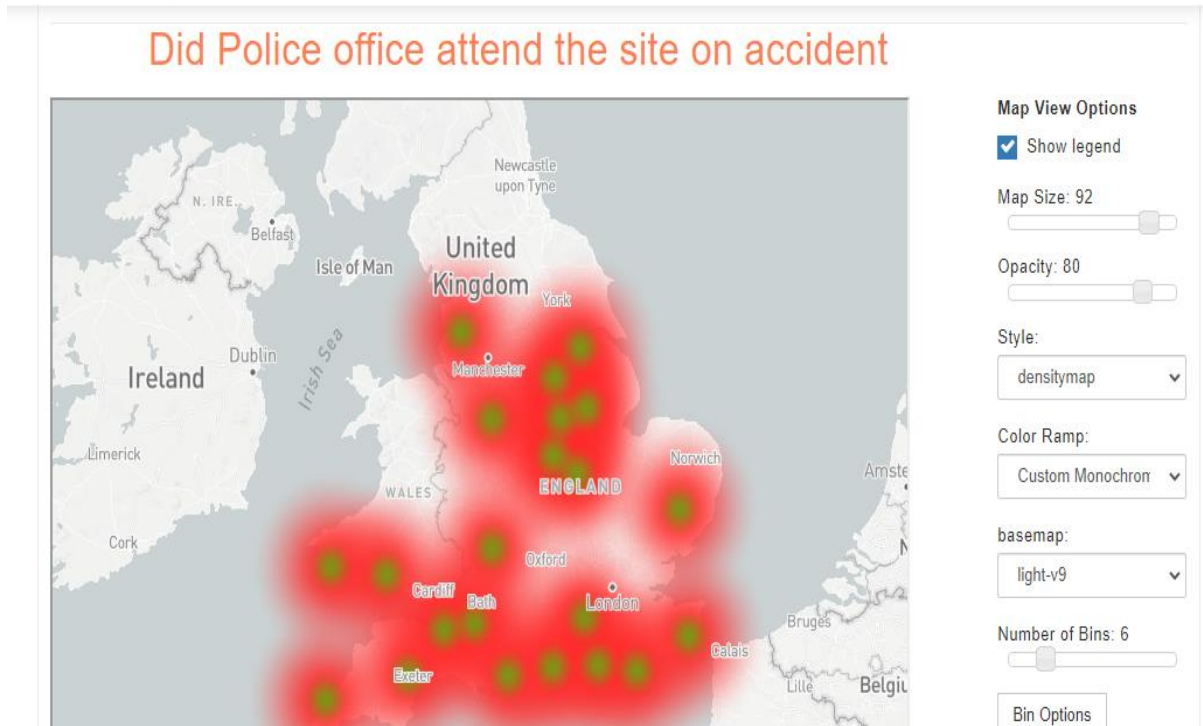 Did Police office attend the site on accident
Newcastle
upon Tyne
N. IRE.
Belfast
Isle of Man
United
Kingdom
York
Irish Sea
Dublin
Manchester
Ireland
Limerick
Norwich
WALES
ENGLAND
Amste
Cork
Oxford
Cardiff
Bath
London
Bruges
Calais
Exeter
Lille
Belgiu
Map View Options
Show legend
Map Size: 92
Opacity: 80
Style:
densitymap
Color Ramp:
Custom Monochrom
basemap:
light-v9
Number of Bins: 6
Bin Options